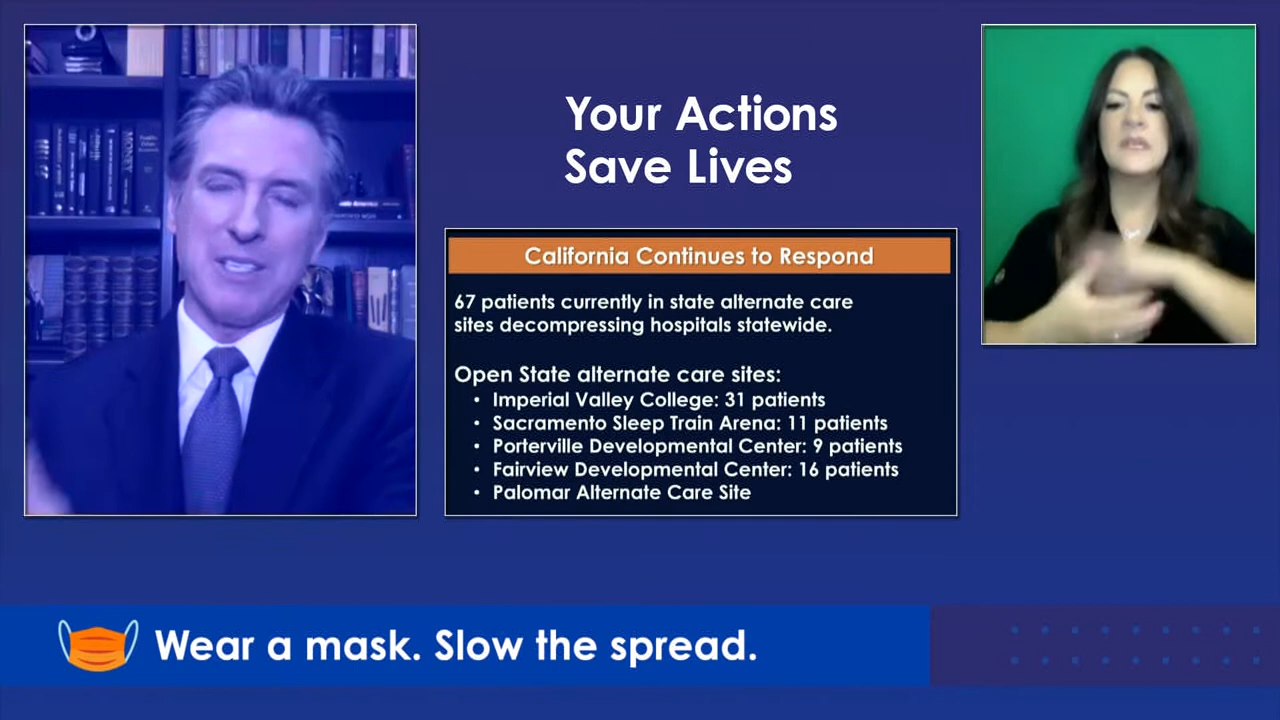 Your Actions
Save Lives
California Continues to Respond
67 patients currently in state alternate care
sites decompressing hospitals statewide.
Open State alternate care sites:
• Imperial Valley College: 31 patients
• Sacramento Sleep Train Arena: 11 patients
• Porterville Developmental Center: 9 patients
• Fairview Developmental Center: 16 patients
• Palomar Alternate Care Site
MONEY
Wear a mask. Slow the spread.